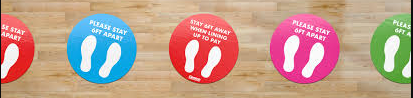 PLEASE STAY
6FT APART
STAY 6FT AWAY
WHEN LINING
UP TO PAY
PLEASE STAY
6FT APART